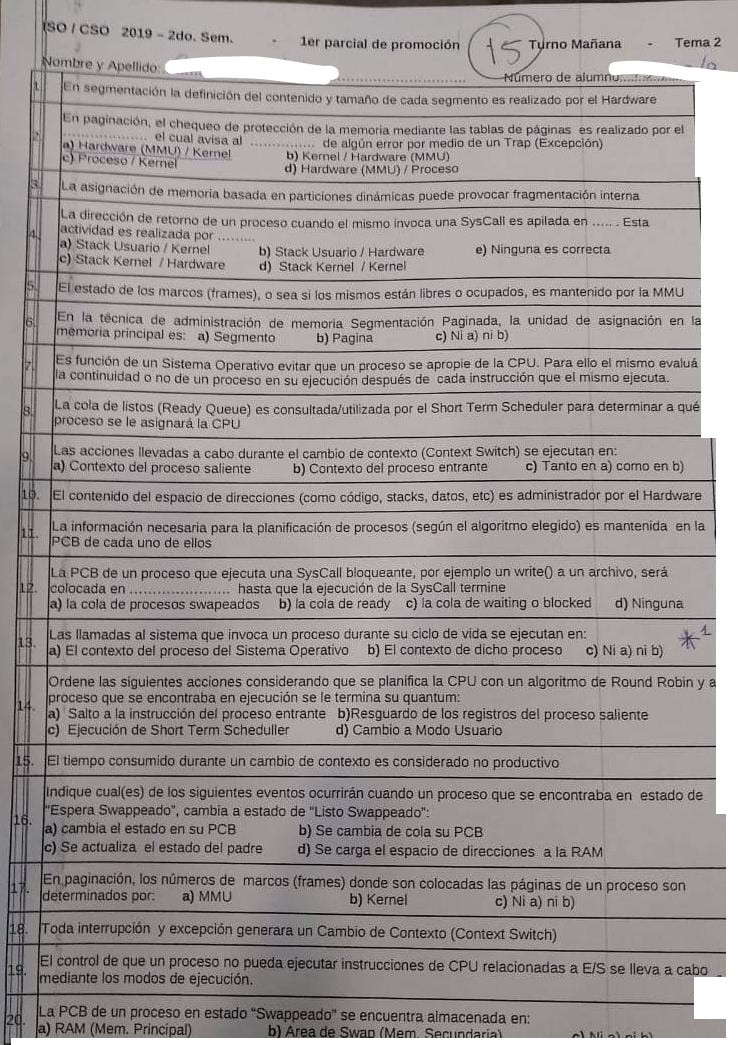 ISO / CSO 2019 - 2do. Sem. - 1er parcial de promoción 15 Turno Mañana - Tema 2
Nombre y Apellido: Número de alumno:
1. En segmentación la definición del contenido y tamaño de cada segmento es realizado por el Hardware
2. En paginación, el chequeo de protección de la memoria mediante las tablas de páginas es realizado por el
..................... el cual avisa al ................ de algún error por medio de un Trap (Excepción)
a) Hardware (MMU) / Kernel b) Kernel / Hardware (MMU)
c) Proceso / Kernel d) Hardware (MMU) / Proceso
3. La asignación de memoria basada en particiones dinámicas puede provocar fragmentación interna
4. La dirección de retorno de un proceso cuando el mismo invoca una SysCall es apilada en ...... . Esta
actividad es realizada por .........
a) Stack Usuario / Kernel b) Stack Usuario / Hardware e) Ninguna es correcta
c) Stack Kernel / Hardware d) Stack Kernel / Kernel
5. El estado de los marcos (frames), o sea si los mismos están libres o ocupados, es mantenido por la MMU
6. En la técnica de administración de memoria Segmentación Paginada, la unidad de asignación en la
memoria principal es: a) Segmento b) Pagina c) Ni a) ni b)
7. Es función de un Sistema Operativo evitar que un proceso se apropie de la CPU. Para ello el mismo evaluá
la continuidad o no de un proceso en su ejecución después de cada instrucción que el mismo ejecuta.
8. La cola de listos (Ready Queue) es consultada/utilizada por el Short Term Scheduler para determinar a qué
proceso se le asignará la CPU
9. Las acciones llevadas a cabo durante el cambio de contexto (Context Switch) se ejecutan en:
a) Contexto del proceso saliente b) Contexto del proceso entrante c) Tanto en a) como en b)
10. El contenido del espacio de direcciones (como código, stacks, datos, etc) es administrador por el Hardware
11. La información necesaria para la planificación de procesos (según el algoritmo elegido) es mantenida en la
PCB de cada uno de ellos
12. La PCB de un proceso que ejecuta una SysCall bloqueante, por ejemplo un write() a un archivo, será
colocada en ...................... hasta que la ejecución de la SysCall termine
a) la cola de procesos swapeados b) la cola de ready c) la cola de waiting o blocked d) Ninguna
13. Las llamadas al sistema que invoca un proceso durante su ciclo de vida se ejecutan en: *1
a) El contexto del proceso del Sistema Operativo b) El contexto de dicho proceso c) Ni a) ni b)
14. Ordene las siguientes acciones considerando que se planifica la CPU con un algoritmo de Round Robin y a
proceso que se encontraba en ejecución se le termina su quantum:
a) Salto a la instrucción del proceso entrante b)Resguardo de los registros del proceso saliente
c) Ejecución de Short Term Scheduller d) Cambio a Modo Usuario
15. El tiempo consumido durante un cambio de contexto es considerado no productivo
16. Indique cual(es) de los siguientes eventos ocurrirán cuando un proceso que se encontraba en estado de
"Espera Swappeado", cambia a estado de "Listo Swappeado":
a) cambia el estado en su PCB b) Se cambia de cola su PCB
c) Se actualiza el estado del padre d) Se carga el espacio de direcciones a la RAM
17. En paginación, los números de marcos (frames) donde son colocadas las páginas de un proceso son
determinados por: a) MMU b) Kernel c) Ni a) ni b)
18. Toda interrupción y excepción generara un Cambio de Contexto (Context Switch)
19. El control de que un proceso no pueda ejecutar instrucciones de CPU relacionadas a E/S se lleva a cabo
mediante los modos de ejecución.
20. La PCB de un proceso en estado "Swappeado" se encuentra almacenada en:
a) RAM (Mem. Principal) b) Area de Swap (Mem. Secundaria) c) Ni a) ni b)